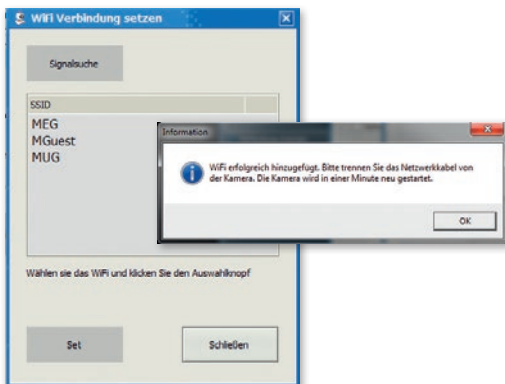 WiFi Verbindung setzen
Signalsuche
SSID
MEG
MGuest
MUG
Information
WiFi erfolgreich hinzugefügt. Bitte trennen Sie das Netzwerkkabel von
der Kamera. Die Kamera wird in einer Minute neu gestartet.
OK
Wählen sie das WiFi und klicken Sie den Auswahlknopf
Set
Schließen